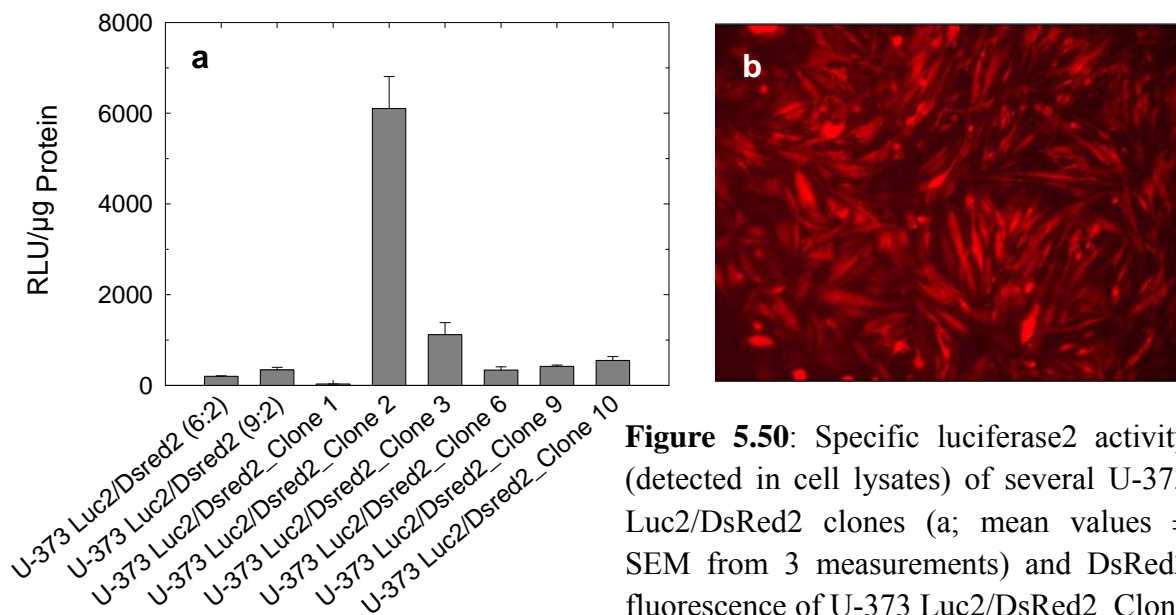 8000
6000
4000
2000
0
RLU/µg Protein
a
b
U-373 Luc2/Dsred2 (6:2)
U-373 Luc2/Dsred2 (9:2)
U-373 Luc2/Dsred2_Clone 1
U-373 Luc2/Dsred2_Clone 2
U-373 Luc2/Dsred2_Clone 3
U-373 Luc2/Dsred2_Clone 6
U-373 Luc2/Dsred2_Clone 9
U-373 Luc2/Dsred2_Clone 10
Figure 5.50: Specific luciferase2 activity
(detected in cell lysates) of several U-373
Luc2/DsRed2 clones (a; mean values ±
SEM from 3 measurements) and DsRed2
fluorescence of U-373 Luc2/DsRed2_Clone